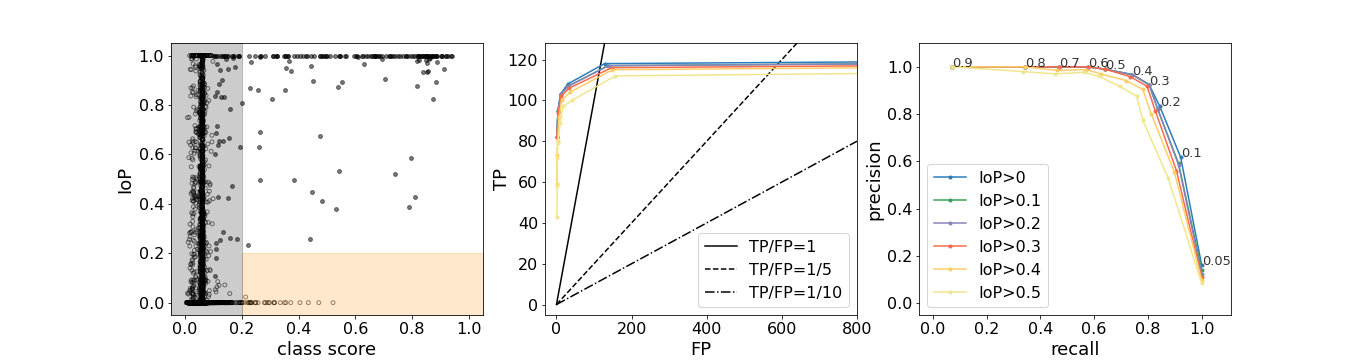 IoP
1.0
0.8
0.6
0.4
0.2
0.0
0.0 0.2 0.4 0.6 0.8 1.0
class score
TP
120
100
80
60
40
20
0
0 200 400 600 800
FP
TP/FP=1
TP/FP=1/5
TP/FP=1/10
precision
1.0
0.8
0.6
0.4
0.2
0.0
0.0 0.2 0.4 0.6 0.8 1.0
recall
0.9 0.8 0.7 0.6 0.5
0.4
0.3
0.2
0.1
0.05
IoP>0
IoP>0.1
IoP>0.2
IoP>0.3
IoP>0.4
IoP>0.5